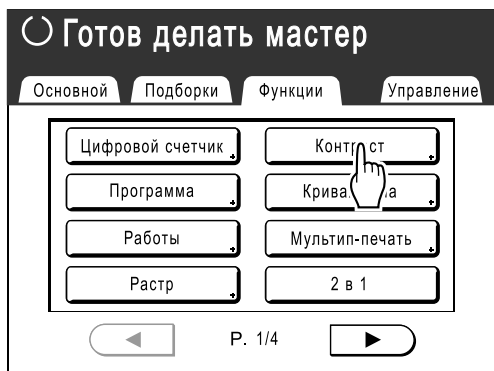 Готов делать мастер
Основной Подборки Функции Управление
Цифровой счетчик
Программа
Работы Мультип-печать
Растр 2 в 1
P. 1/4